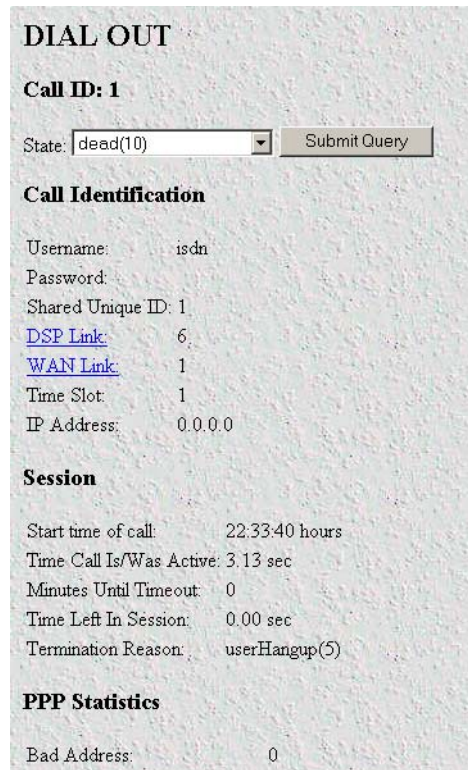 DIAL OUT
Call ID: 1
State: dead(10) Submit Query
Call Identification
Username: isdn
Password:
Shared Unique ID: 1
DSP Link: 6
WAN Link: 1
Time Slot: 1
IP Address: 0.0.0.0
Session
Start time of call: 22:33:40 hours
Time Call Is/Was Active: 3.13 sec
Minutes Until Timeout: 0
Time Left In Session: 0.00 sec
Termination Reason: userHangup(5)
PPP Statistics
Bad Address: 0